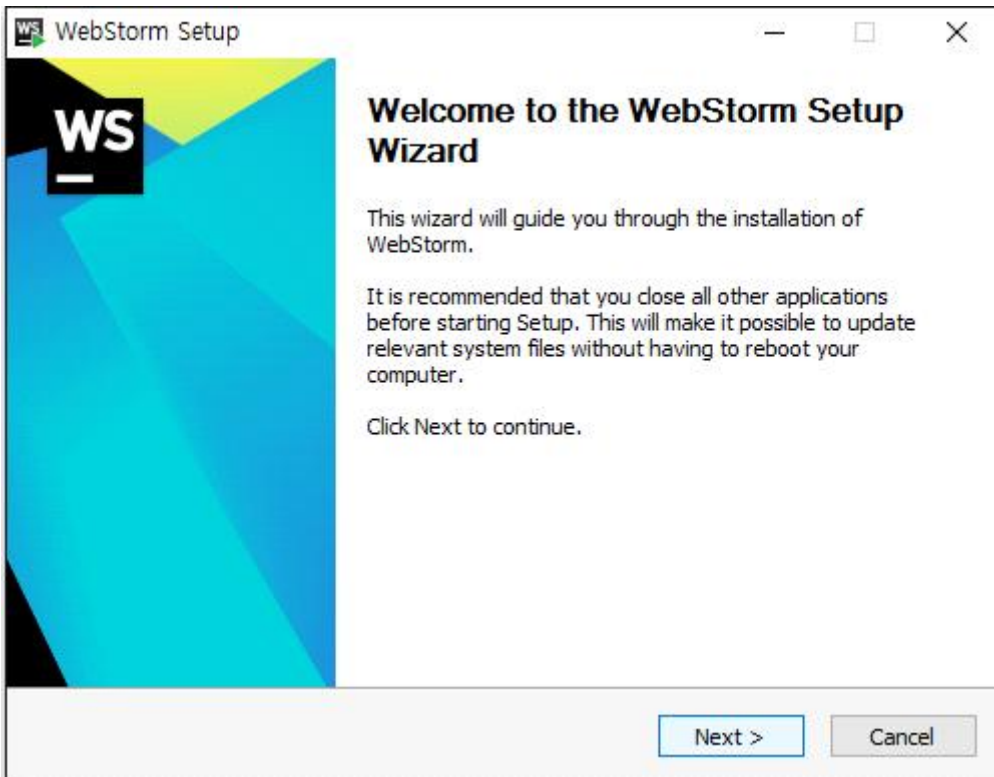 WS WebStorm Setup
WS
Welcome to the WebStorm Setup
Wizard
This wizard will guide you through the installation of
WebStorm.
It is recommended that you close all other applications
before starting Setup. This will make it possible to update
relevant system files without having to reboot your
computer.
Click Next to continue.
Next > Cancel